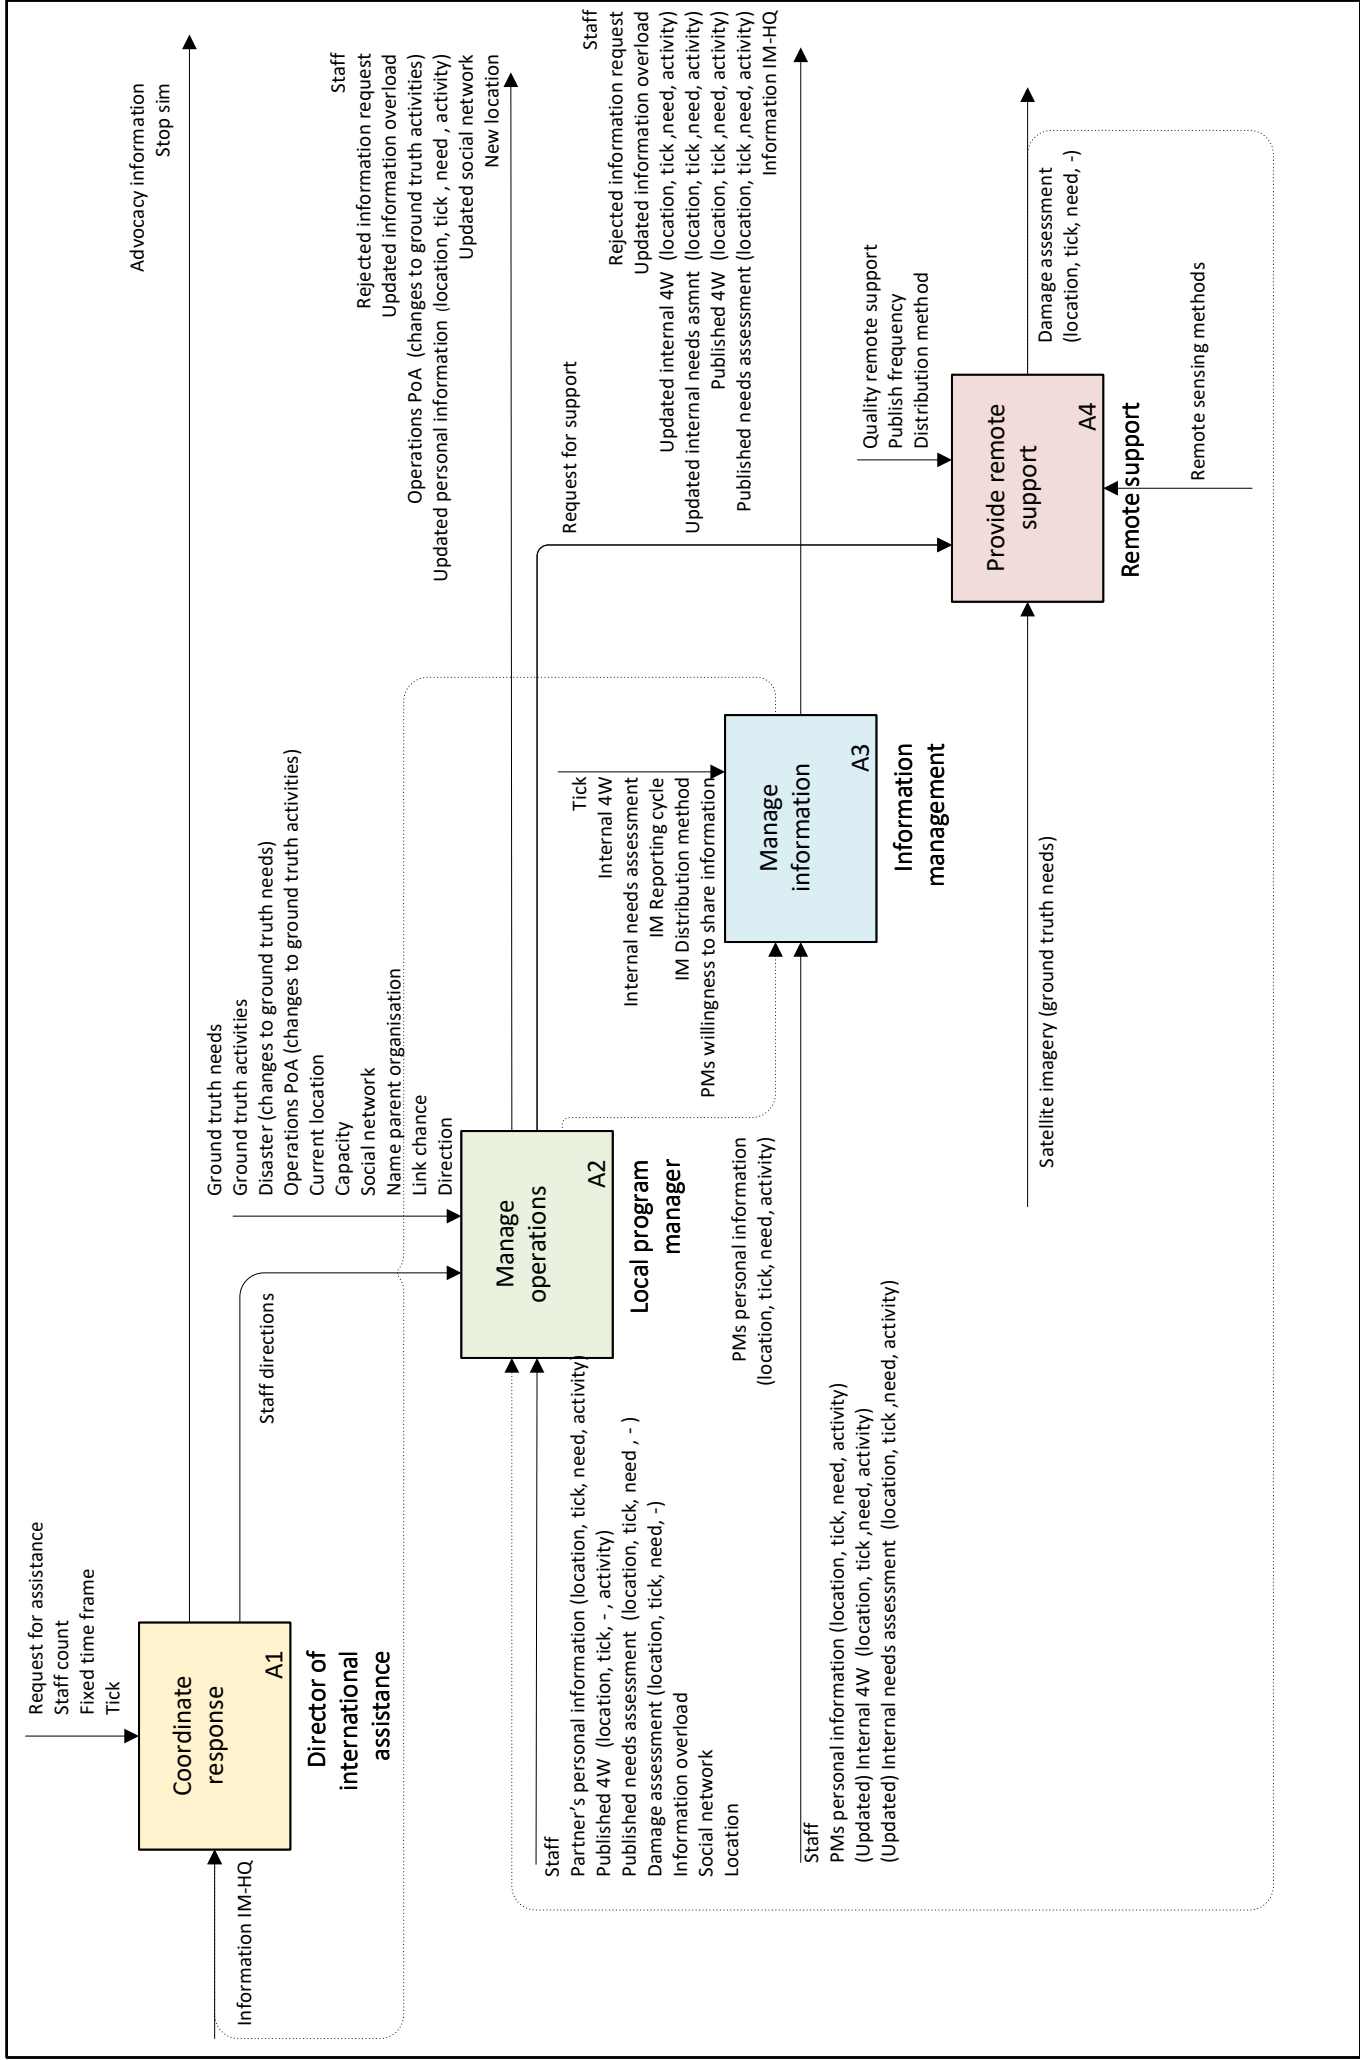 Request for assistance
Staff count
Fixed time frame
Tick
Coordinate
response
A1
Director of
international
assistance
Information IM-HQ
Advocacy information
Stop sim
Staff directions
Ground truth needs
Ground truth activities
Disaster (changes to ground truth needs)
Operations PoA (changes to ground truth activities)
Current location
Capacity
Social network
Name parent organisation
Link chance
Direction
Manage
operations
A2
Local program
manager
Staff
Rejected information request
Updated information overload
Operations PoA (changes to ground truth activities)
Updated personal information (location, tick , need , activity)
Updated social network
New location
Request for support
Staff
Partner's personal information (location, tick, need, activity)
Published 4W (location, tick, - , activity)
Published needs assessment (location, tick, need , - )
Damage assessment (location, tick, need, -)
Information overload
Social network
Location
Tick
Internal 4W
Internal needs assessment
IM Reporting cycle
IM Distribution method
PMs willingness to share information
Manage
information
A3
Information
management
PMs personal information
(location, tick, need, activity)
Staff
PMs personal information (location, tick, need, activity)
(Updated) Internal 4W (location, tick ,need, activity)
(Updated) Internal needs assessment (location, tick ,need, activity)
Staff
Rejected information request
Updated information overload
Updated internal 4W (location, tick ,need, activity)
Updated internal needs asmnt (location, tick ,need, activity)
Published 4W (location, tick ,need, activity)
Published needs assessment (location, tick ,need, activity)
Information IM-HQ
Quality remote support
Publish frequency
Distribution method
Provide remote
support
A4
Remote support
Satellite imagery (ground truth needs)
Damage assessment
(location, tick, need, -)
Remote sensing methods